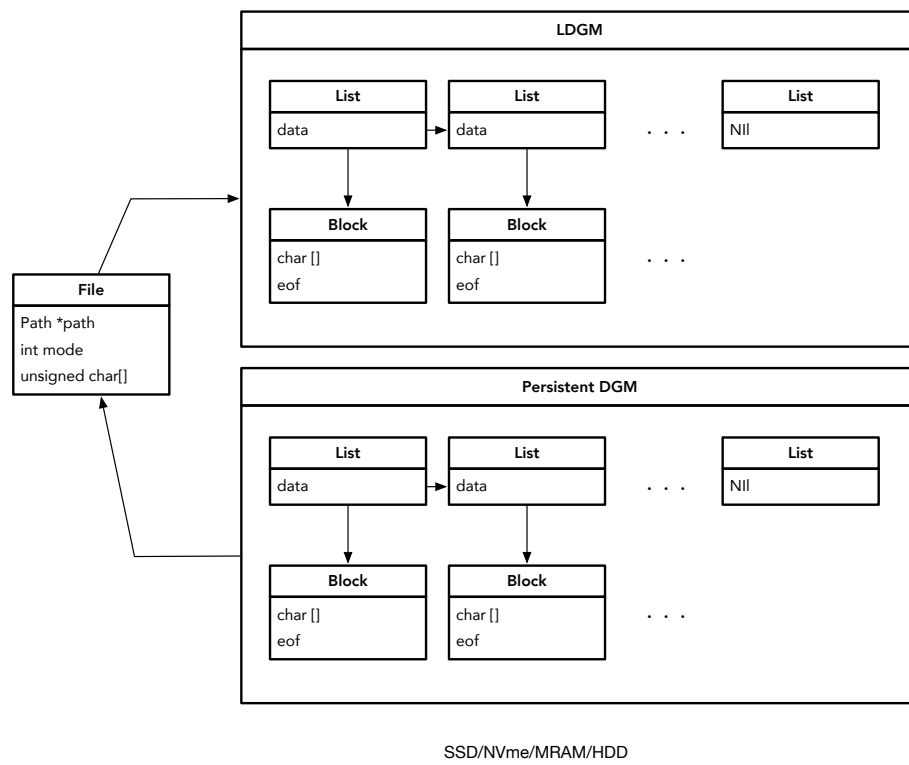 LDGM
List
data
List
data
. . .
List
NIl
Block
char []
eof
Block
char []
eof
. . .
File
Path *path
int mode
unsigned char[]
Persistent DGM
List
data
List
data
. . .
List
NIl
Block
char []
eof
Block
char []
eof
. . .
SSD/NVme/MRAM/HDD